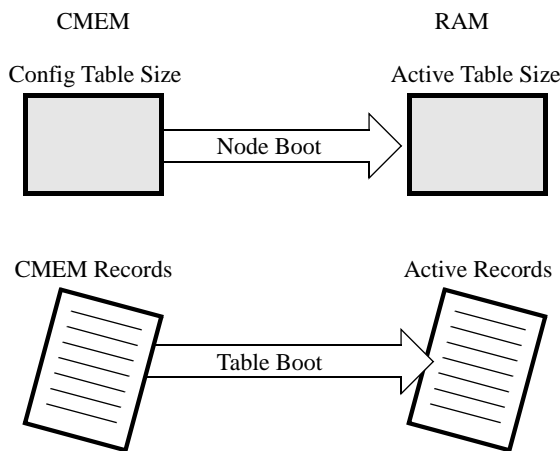 CMEM
RAM
Config Table Size
Active Table Size
Node Boot
CMEM Records
Active Records
Table Boot